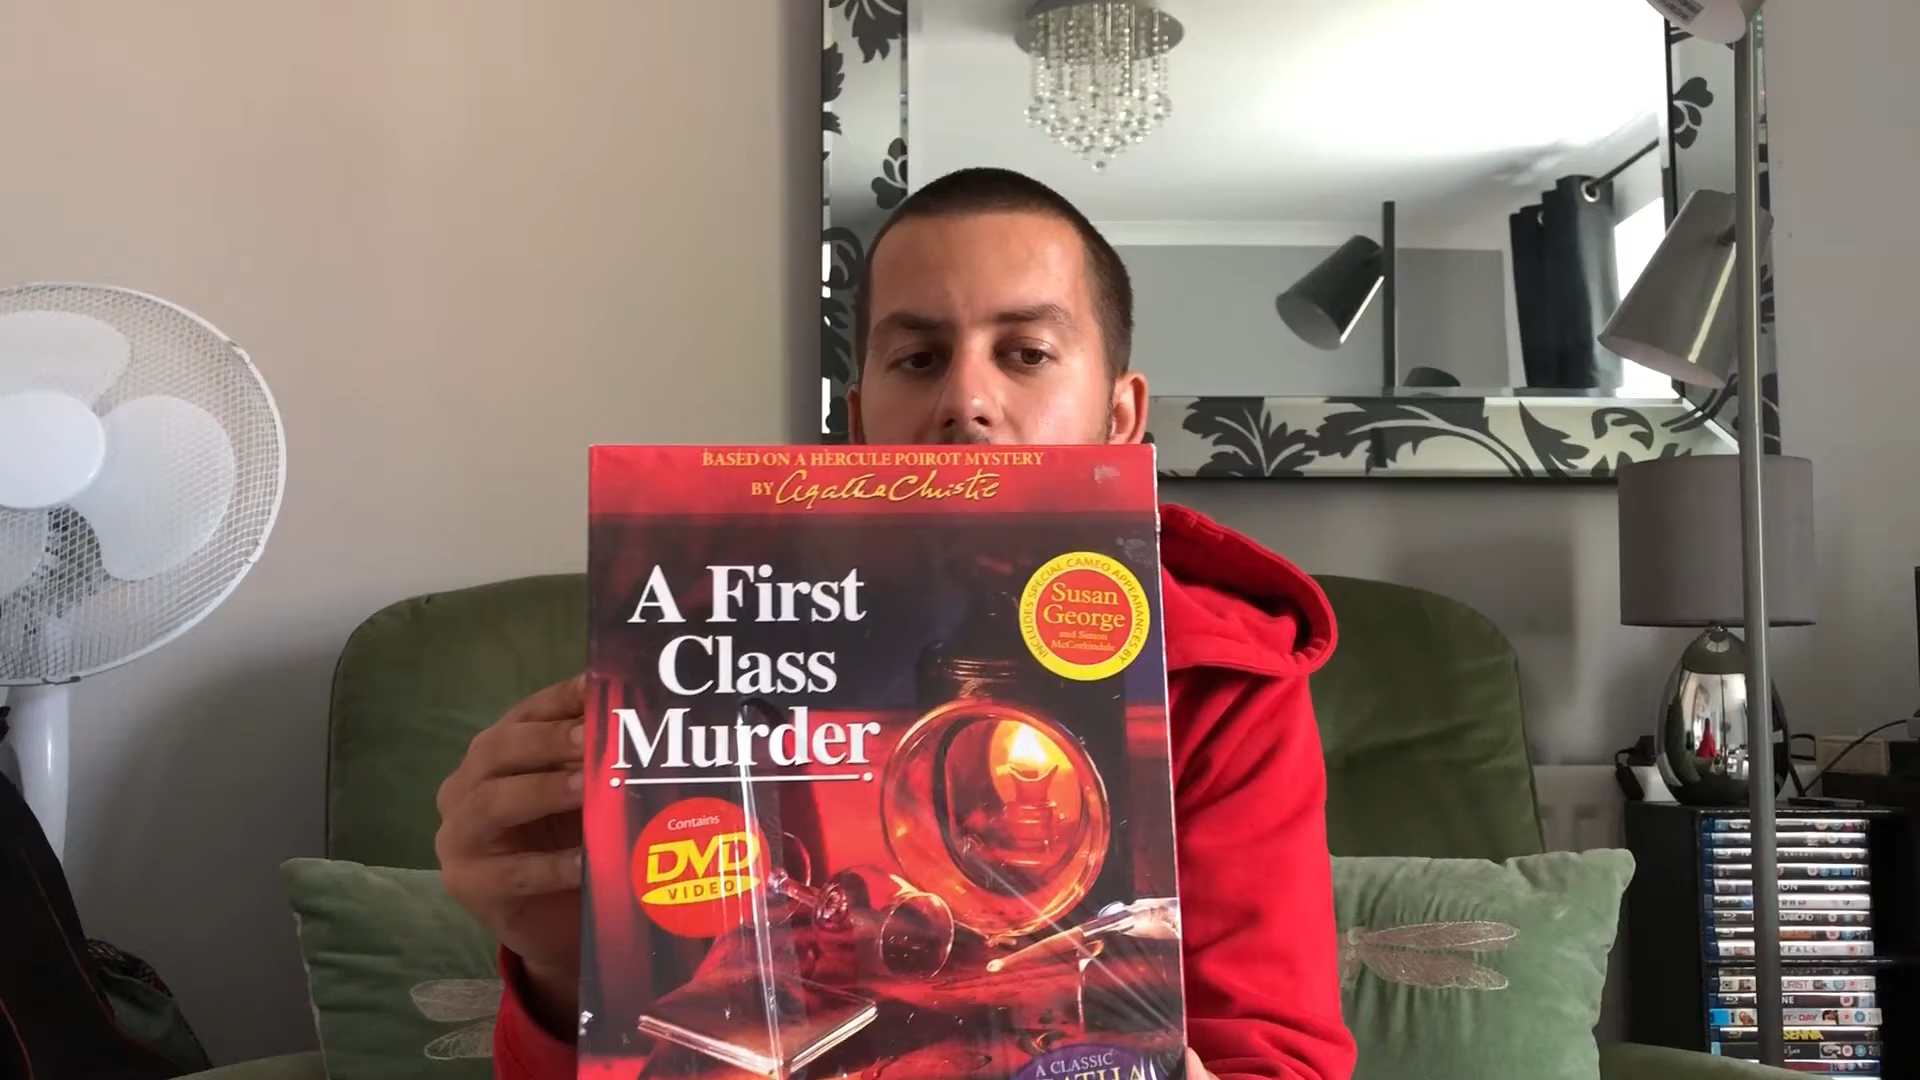 BASED ON A HERCULE POIROT MYSTERY
BY Agatha Christie
A First
Class
Murder
INCLUDES SPECIAL CAMEO APPEARANCES BY
Susan
George
and Simon
McCorkindale
Contains
DVD
VIDEO
A CLASSIC